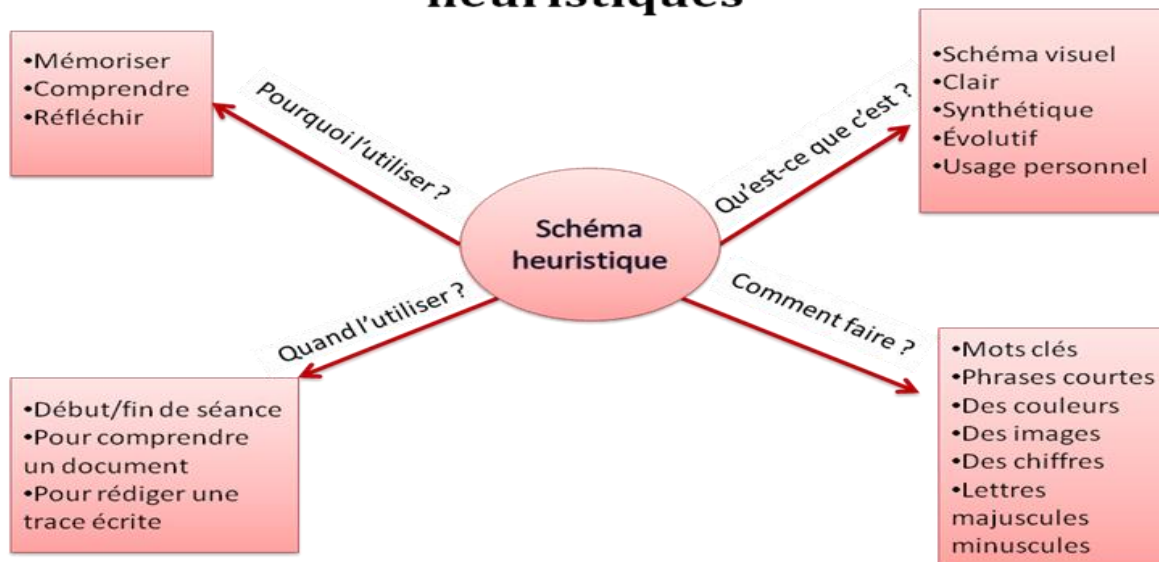 heuristiques
•Mémoriser
•Comprendre
•Réfléchir
Pourquoi l'utiliser ?
Qu'est-ce que c'est ?
•Schéma visuel
•Clair
•Synthétique
•Évolutif
•Usage personnel
Schéma
heuristique
Quand l'utiliser ?
Comment faire ?
•Début/fin de séance
•Pour comprendre
un document
•Pour rédiger une
trace écrite
•Mots clés
•Phrases courtes
•Des couleurs
•Des images
•Des chiffres
•Lettres
majuscules
minuscules